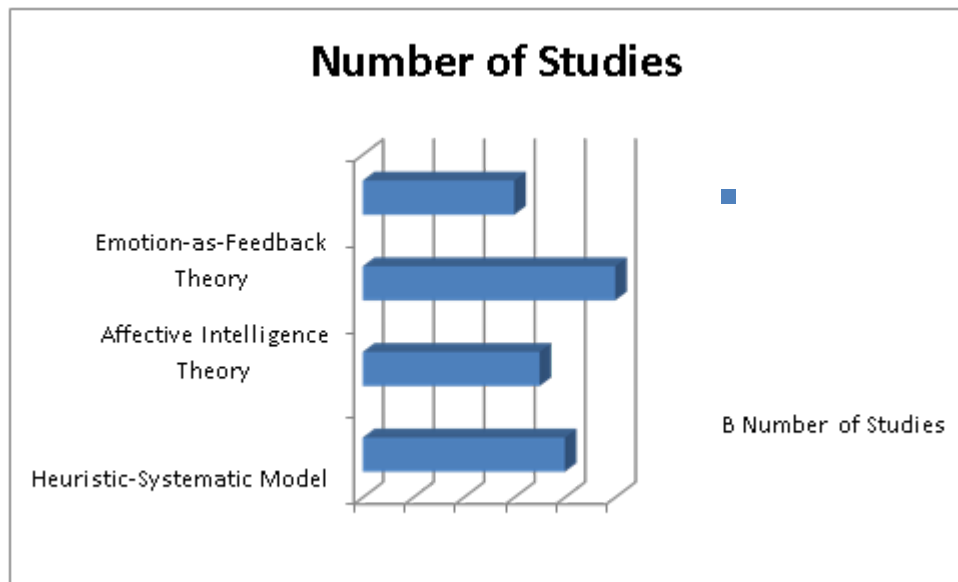 Number of Studies
Emotion-as-Feedback
Theory
Affective Intelligence
Theory
Heuristic-Systematic Model
B Number of Studies